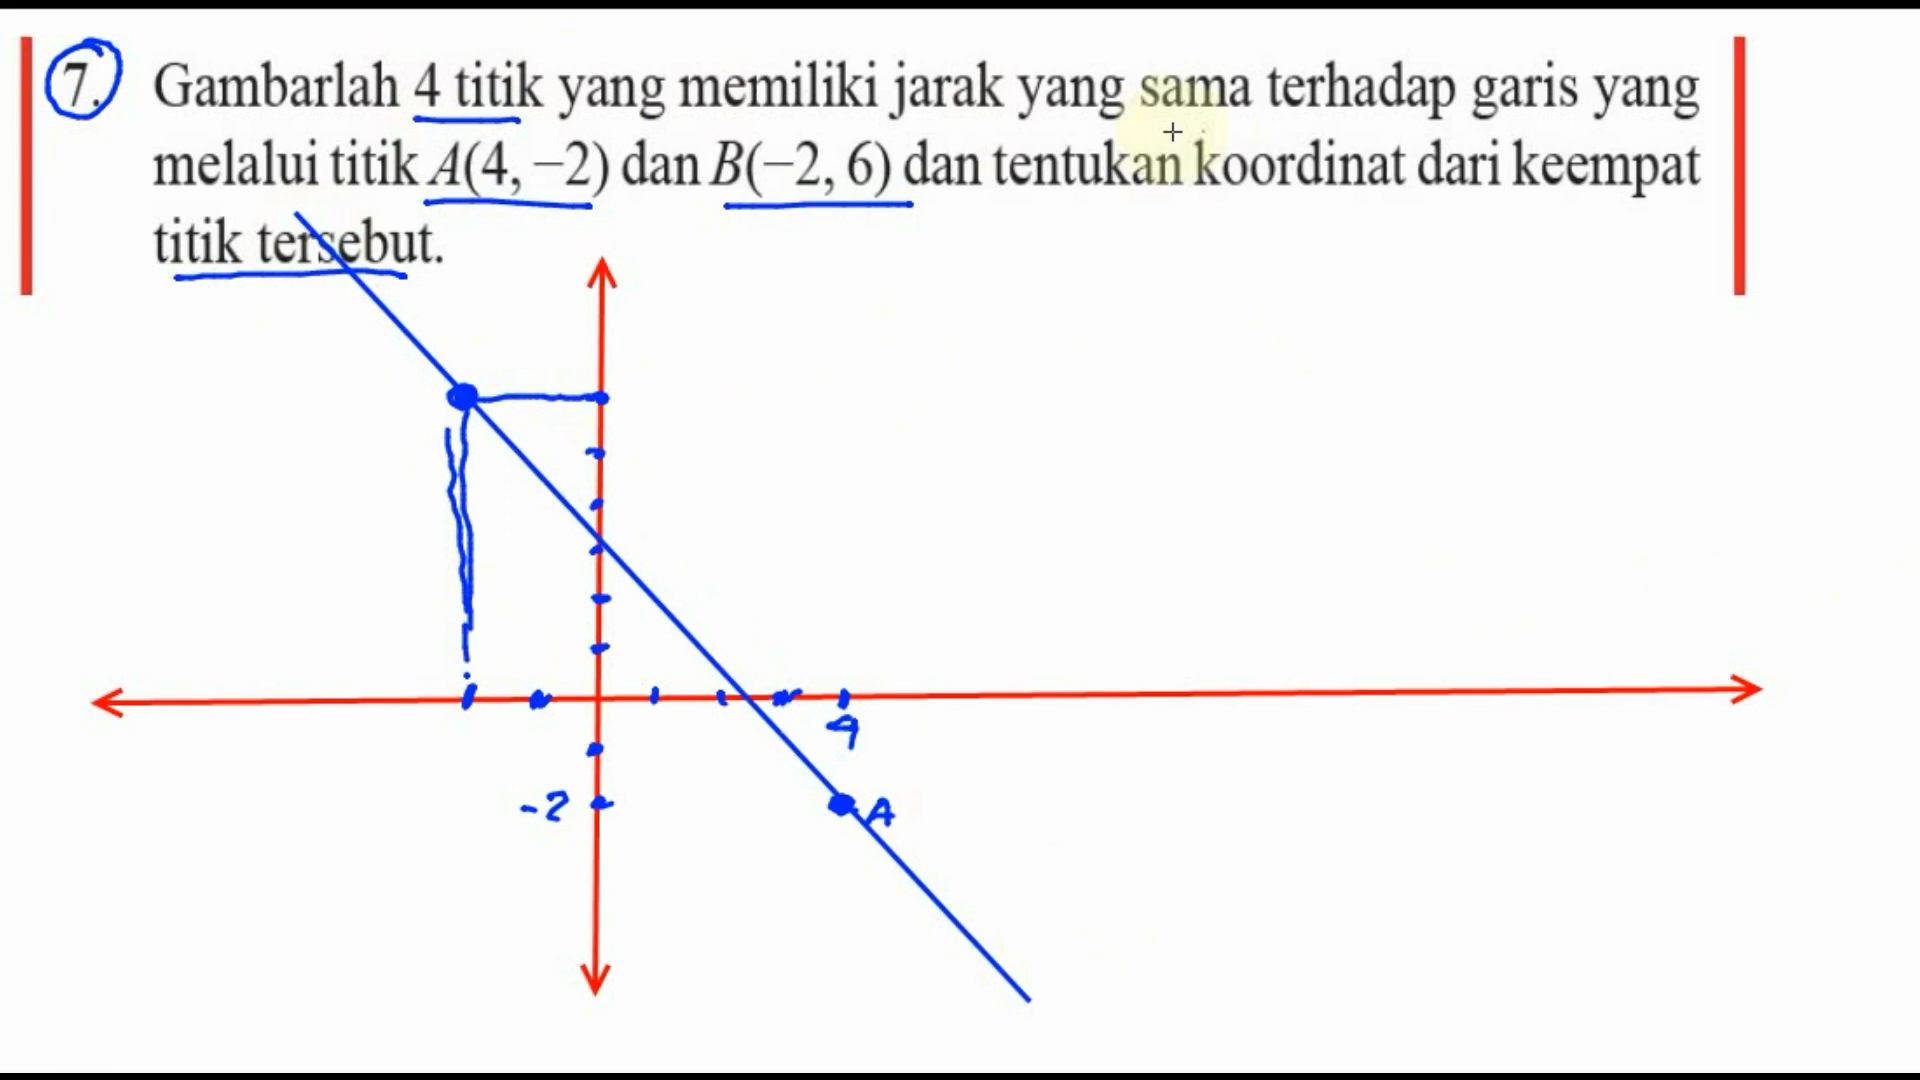 7. Gambarlah 4 titik yang memiliki jarak yang sama terhadap garis yang
melalui titik A(4, −2) dan B(−2, 6) dan tentukan koordinat dari keempat
titik tersebut.
4
-2
A